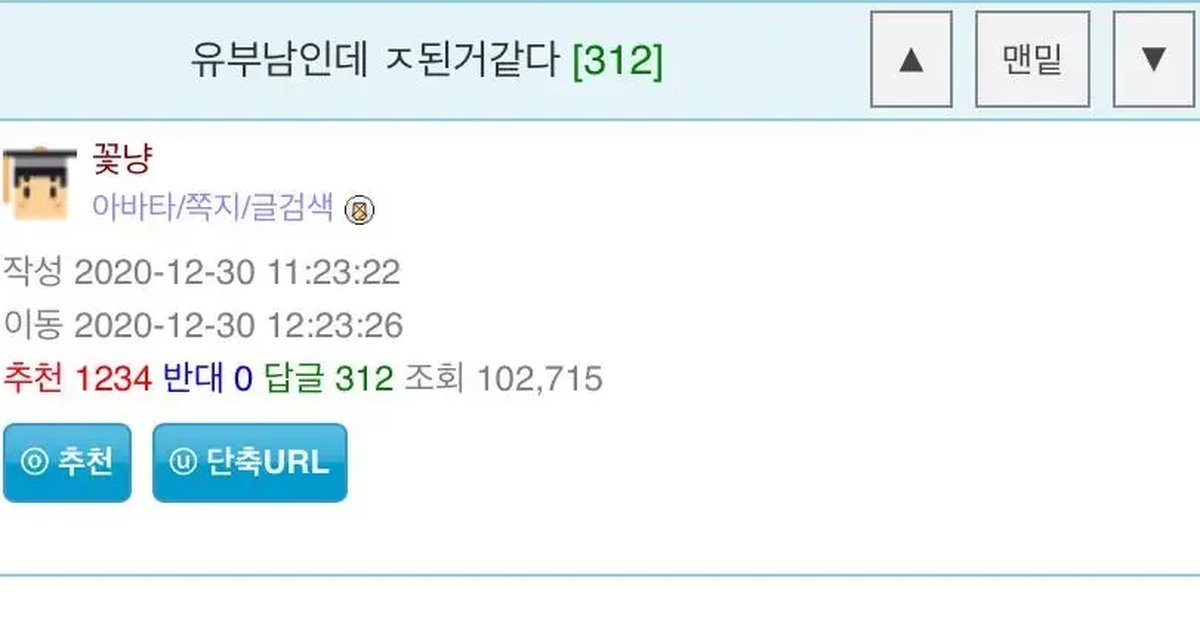 유부남인데 ㅈ된거같다 [312]
▲ 맨밑 ▼
꽃냥
아바타/쪽지/글검색
작성 2020-12-30 11:23:22
이동 2020-12-30 12:23:26
추천 1234 반대 0 답글 312 조회 102,715
ⓞ 추천 ⓤ 단축URL